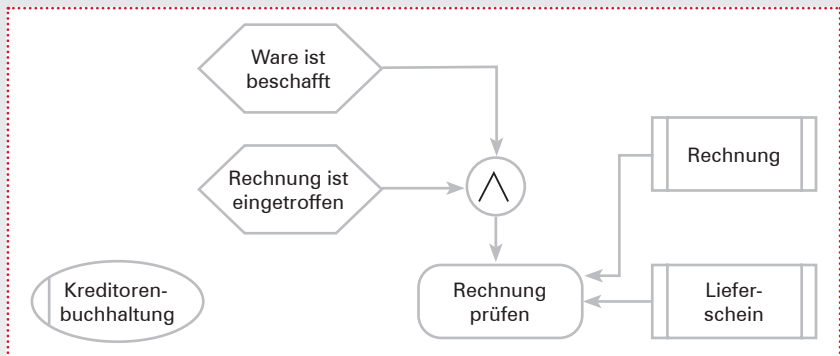 Ware ist
beschafft
Rechnung ist
eingetroffen
Rechnung
Kreditoren-
buchhaltung
Rechnung
prüfen
Liefer-
schein